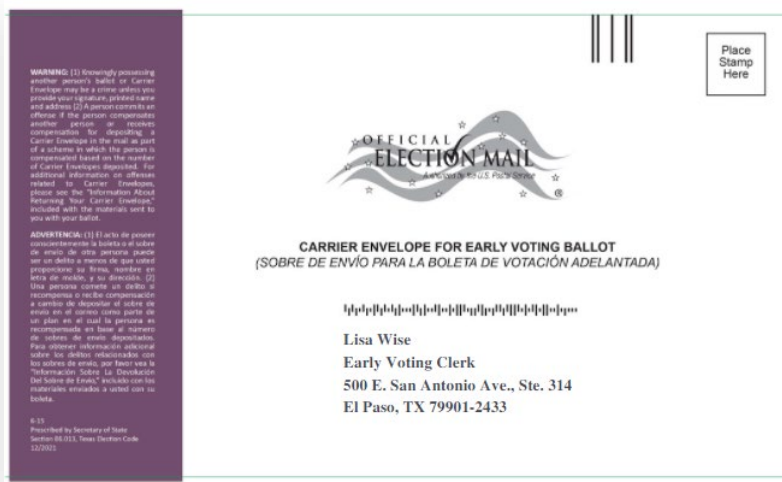 WARNING: (1) Knowingly possessing
another person's ballot or Carrier
Envelope may be a crime unless you
provide your signature, printed name
and address (2) A person commits an
offense if the person compensates
another person or receives
compensation for depositing a
Carrier Envelope in the mail as part
of a scheme in which the person is
compensated based on the number
of Carrier Envelopes deposited. For
additional information on offenses
related to Carrier Envelopes,
please see the "Information About
Returning Your Carrier Envelope,"
included with the materials sent to
you with your ballot.
ADVERTENCIA: (1) El acto de poseer
conscientemente la boleta o el sobre
de envío de otra persona puede
ser un delito a menos de que usted
proporcione su firma, nombre en
letra de molde, y su dirección. (2)
Una persona comete un delito si
recompensa o recibe compensación
a cambio de depositar el sobre de
envío en el correo como parte de
un plan en el cual la persona es
recompensada en base al número
de sobres de envío depositados.
Para obtener información adicional
sobre los delitos relacionados con
los sobres de envío, por favor vea la
"Información Sobre La Devolución
Del Sobre de Envío," incluido con los
materiales enviados a usted con su
boleta.
6-15
Prescribed by Secretary of State
Section 86.013, Texas Election Code
12/2021
Place
Stamp
Here
OFFICIAL
ELECTION MAIL
Authorized by the U.S. Postal Service
®
CARRIER ENVELOPE FOR EARLY VOTING BALLOT
(SOBRE DE ENVÍO PARA LA BOLETA DE VOTACIÓN ADELANTADA)
Lisa Wise
Early Voting Clerk
500 E. San Antonio Ave., Ste. 314
El Paso, TX 79901-2433